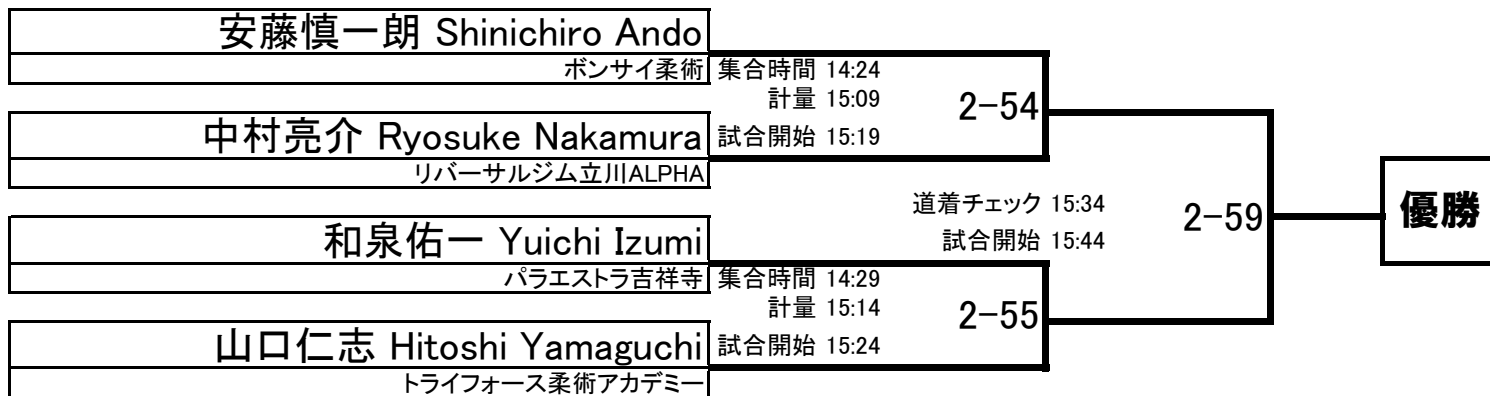 安藤慎一朗 Shinichiro Ando
ボンサイ柔術
集合時間 14:24
計量 15:09
2-54
中村亮介 Ryosuke Nakamura
試合開始 15:19
リバーサルジム立川ALPHA
道着チェック 15:34
試合開始 15:44
2-59
優勝
和泉佑一 Yuichi Izumi
パラエストラ吉祥寺
集合時間 14:29
計量 15:14
2-55
山口仁志 Hitoshi Yamaguchi
試合開始 15:24
トライフォース柔術アカデミー